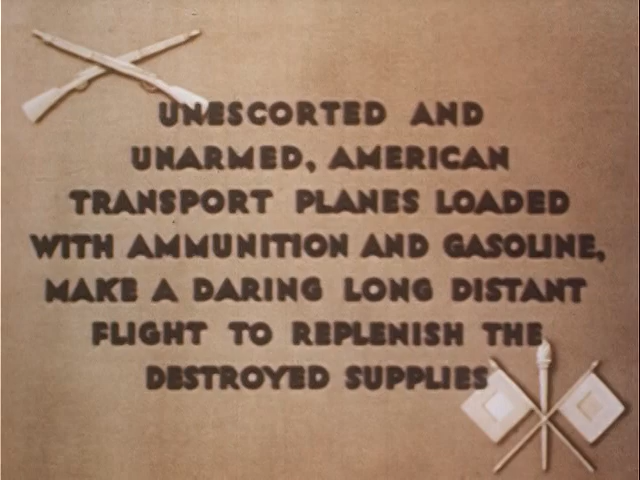 UNESCORTED AND
UNARMED, AMERICAN
TRANSPORT PLANES LOADED
WITH AMMUNITION AND GASOLINE,
MAKE A DARING LONG DISTANT
FLIGHT TO REPLENISH THE
DESTROYED SUPPLIES